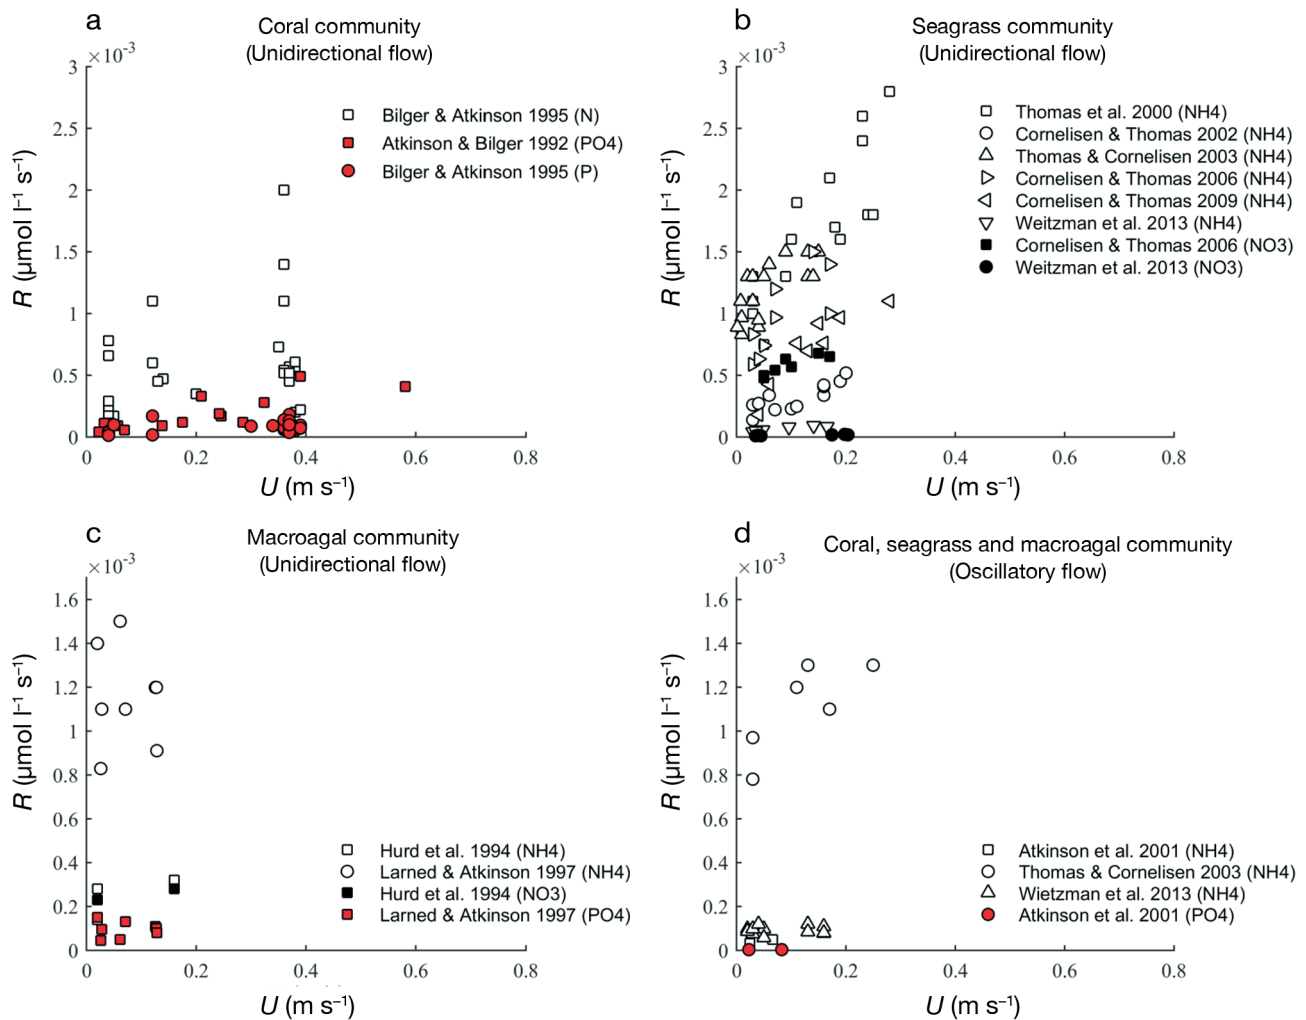 a
Coral community
(Unidirectional flow)
×10⁻³
3
2.5
2
1.5
1
0.5
0
R (µmol l⁻¹ s⁻¹)
Bilger & Atkinson 1995 (N)
Atkinson & Bilger 1992 (PO4)
Bilger & Atkinson 1995 (P)
0 0.2 0.4 0.6 0.8
U (m s⁻¹)
b
Seagrass community
(Unidirectional flow)
×10⁻³
3
2.5
2
1.5
1
0.5
0
R (µmol l⁻¹ s⁻¹)
Thomas et al. 2000 (NH4)
Cornelisen & Thomas 2002 (NH4)
Thomas & Cornelisen 2003 (NH4)
Cornelisen & Thomas 2006 (NH4)
Cornelisen & Thomas 2009 (NH4)
Weitzman et al. 2013 (NH4)
Cornelisen & Thomas 2006 (NO3)
Weitzman et al. 2013 (NO3)
0 0.2 0.4 0.6 0.8
U (m s⁻¹)
c
Macroagal community
(Unidirectional flow)
×10⁻³
1.6
1.4
1.2
1
0.8
0.6
0.4
0.2
0
R (µmol l⁻¹ s⁻¹)
Hurd et al. 1994 (NH4)
Larned & Atkinson 1997 (NH4)
Hurd et al. 1994 (NO3)
Larned & Atkinson 1997 (PO4)
0 0.2 0.4 0.6 0.8
U (m s⁻¹)
d
Coral, seagrass and macroagal community
(Oscillatory flow)
×10⁻³
1.6
1.4
1.2
1
0.8
0.6
0.4
0.2
0
R (µmol l⁻¹ s⁻¹)
Atkinson et al. 2001 (NH4)
Thomas & Cornelisen 2003 (NH4)
Wietzman et al. 2013 (NH4)
Atkinson et al. 2001 (PO4)
0 0.2 0.4 0.6 0.8
U (m s⁻¹)